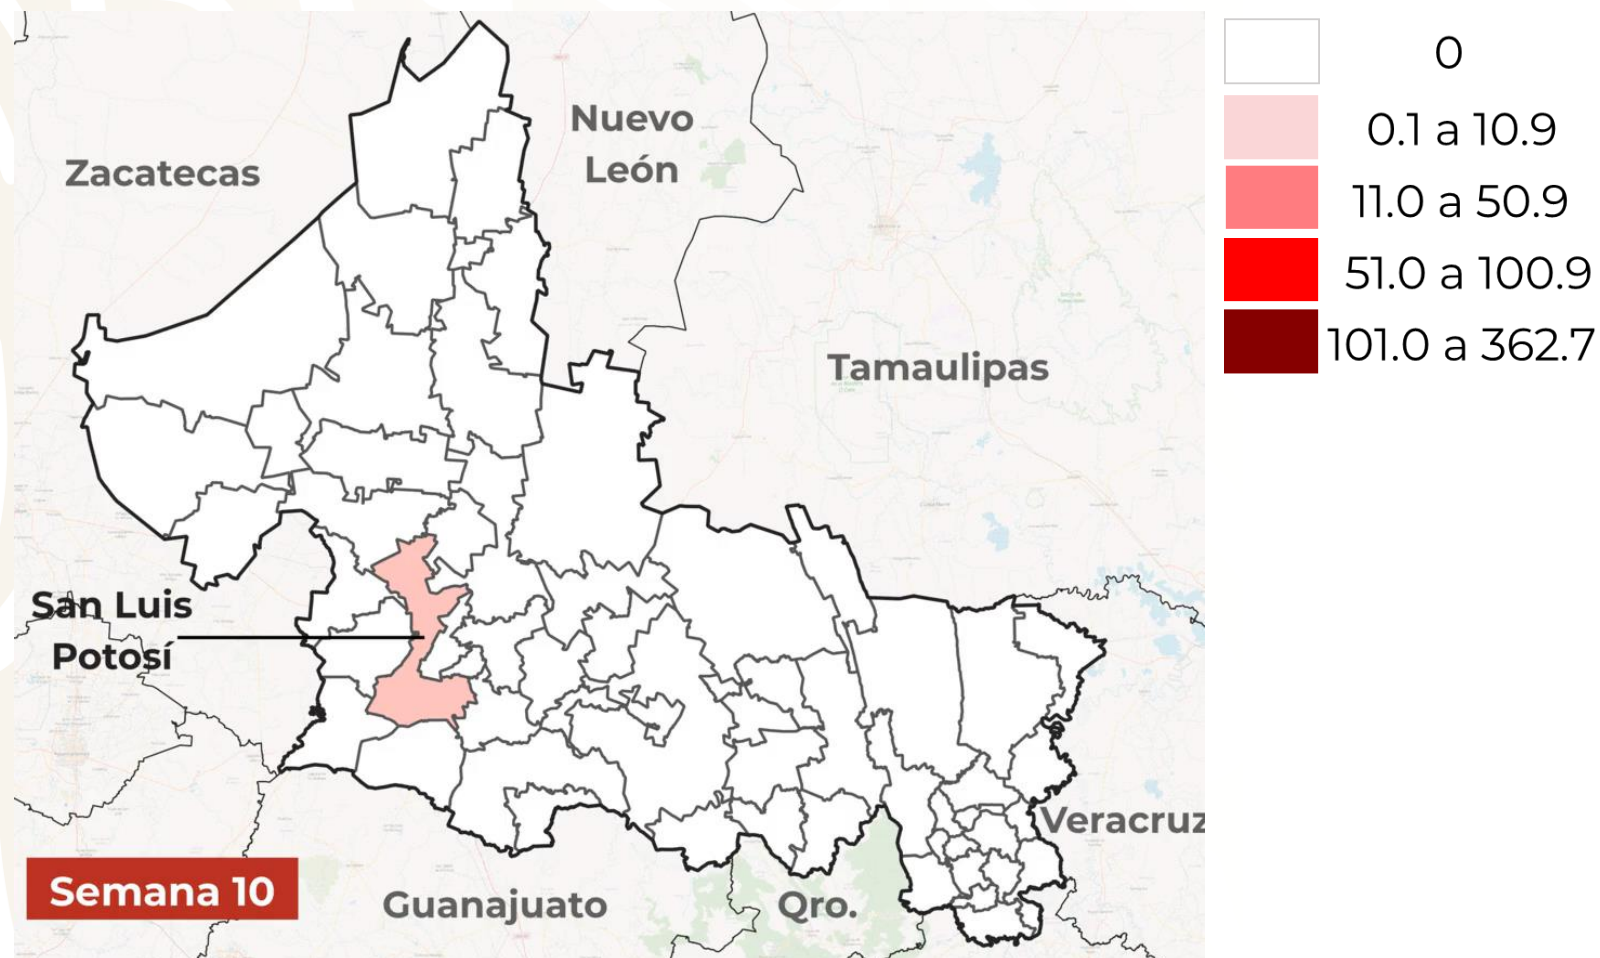 Nuevo
León
Zacatecas
Tamaulipas
San Luis
Potosí
Veracruz
Semana 10
Guanajuato
Qro.
0
0.1 a 10.9
11.0 a 50.9
51.0 a 100.9
101.0 a 362.7